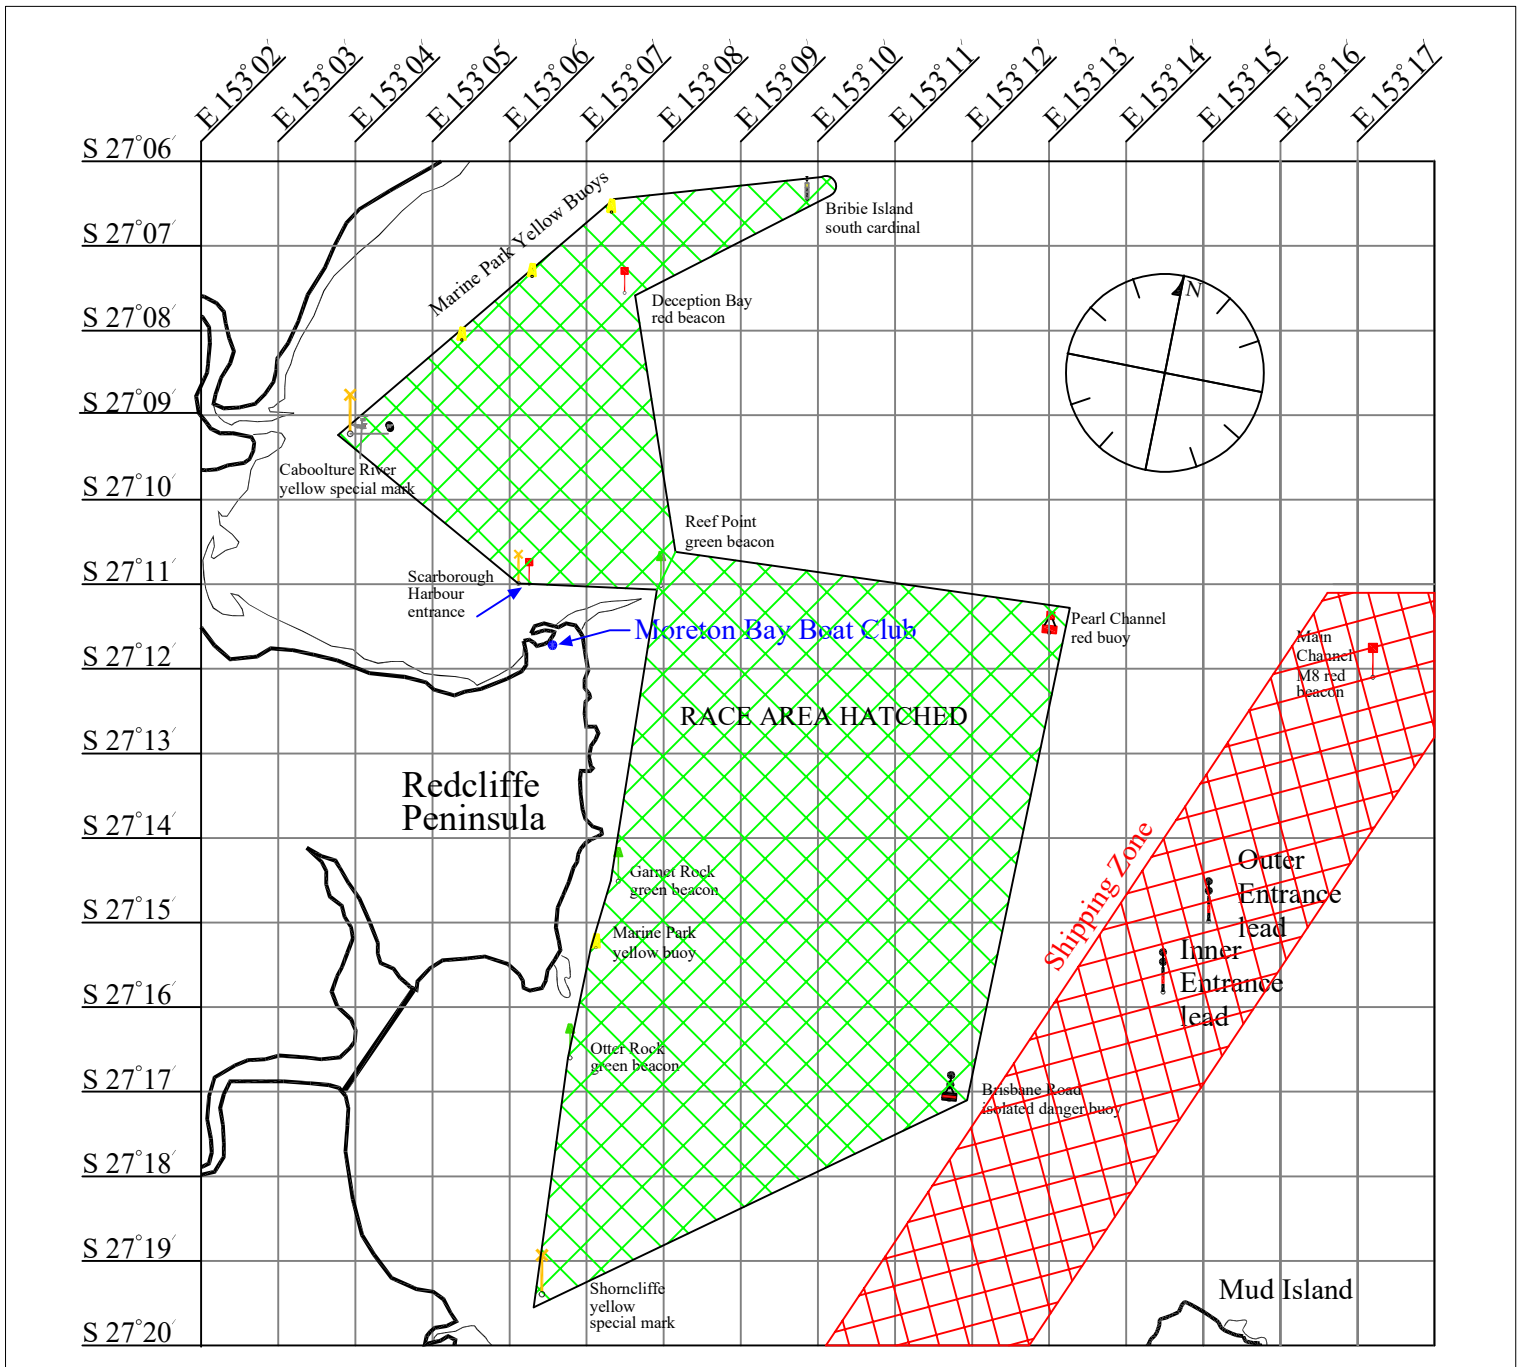 E 153°02′
E 153°03′
E 153°04′
E 153°05′
E 153°06′
E 153°07′
E 153°08′
E 153°09′
E 153°10′
E 153°11′
E 153°12′
E 153°13′
E 153°14′
E 153°15′
E 153°16′
E 153°17′
S 27°06′
S 27°07′
S 27°08′
S 27°09′
S 27°10′
S 27°11′
S 27°12′
S 27°13′
S 27°14′
S 27°15′
S 27°16′
S 27°17′
S 27°18′
S 27°19′
S 27°20′
Marine Park Yellow Buoys
Bribie Island
south cardinal
Deception Bay
red beacon
N
Caboolture River
yellow special mark
Reef Point
green beacon
Scarborough
Harbour
entrance
Moreton Bay Boat Club
Pearl Channel
red buoy
Main
Channel
M8 red
beacon
RACE AREA HATCHED
Redcliffe
Peninsula
Garnet Rock
green beacon
Marine Park
yellow buoy
Shipping Zone
Outer
Entrance
lead
Inner
Entrance
lead
Otter Rock
green beacon
Brisbane Road
isolated danger buoy
Shorncliffe
yellow
special mark
Mud Island